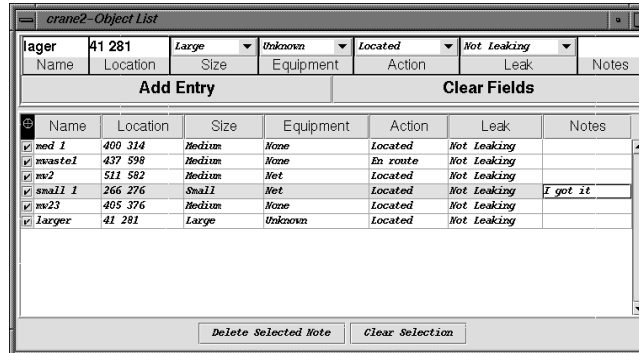 crane2-Object List
lager 41 281 Large Unknown Located Not Leaking
Name Location Size Equipment Action Leak Notes
Add Entry Clear Fields
Name Location Size Equipment Action Leak Notes
med 1 400 314 Medium None Located Not Leaking
mwaste1 437 598 Medium None En route Not Leaking
mv2 511 582 Medium Net Located Not Leaking
small 1 266 276 Small Net Located Not Leaking I got it
mv23 405 376 Medium None Located Not Leaking
larger 41 281 Large Unknown Located Not Leaking
Delete Selected Note Clear Selection